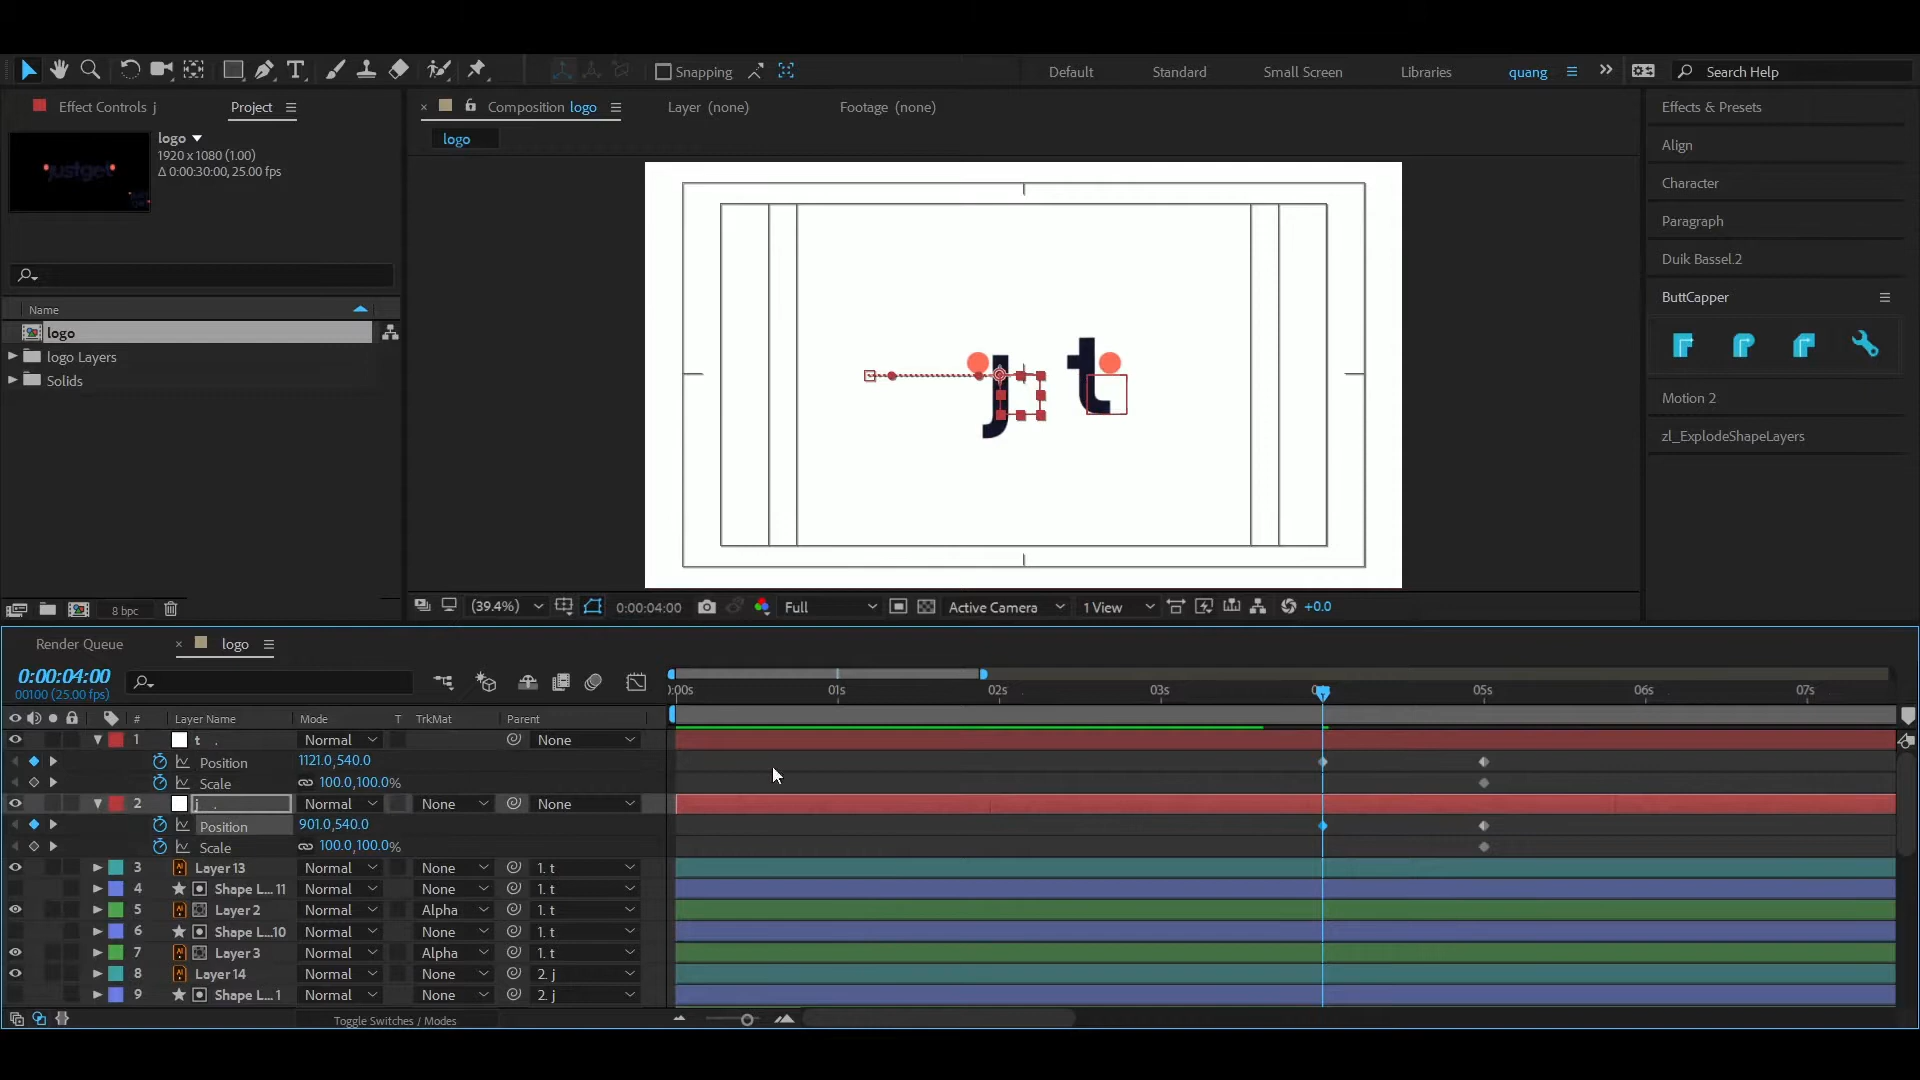 Snapping
Default
Standard
Small Screen
Libraries
quang
Search Help
Effect Controls j
Project
Composition logo
Layer (none)
Footage (none)
Effects & Presets
logo
1920 x 1080 (1.00)
Δ 0:00:30:00, 25.00 fps
logo
Align
Character
Paragraph
Duik Bassel.2
ButtCapper
Name
logo
logo Layers
Solids
j t
Motion 2
zl_ExplodeShapeLayers
8 bpc
(39.4%)
0:00:04:00
Full
Active Camera
1 View
+0.0
Render Queue
logo
0:00:04:00
00100 (25.00 fps)
):00s
01s
02s
03s
05s
06s
07s
#
Layer Name
Mode
T
TrkMat
Parent
1 t . Normal None
Position 1121.0,540.0
Scale 100.0,100.0%
2 j . Normal None None
Position 901.0,540.0
Scale 100.0,100.0%
3 Layer 13 Normal None 1. t
4 Shape L...11 Normal None 1. t
5 Layer 2 Normal Alpha 1. t
6 Shape L...10 Normal None 1. t
7 Layer 3 Normal Alpha 1. t
8 Layer 14 Normal None 2. j
9 Shape L...1 Normal None 2. j
Toggle Switches / Modes